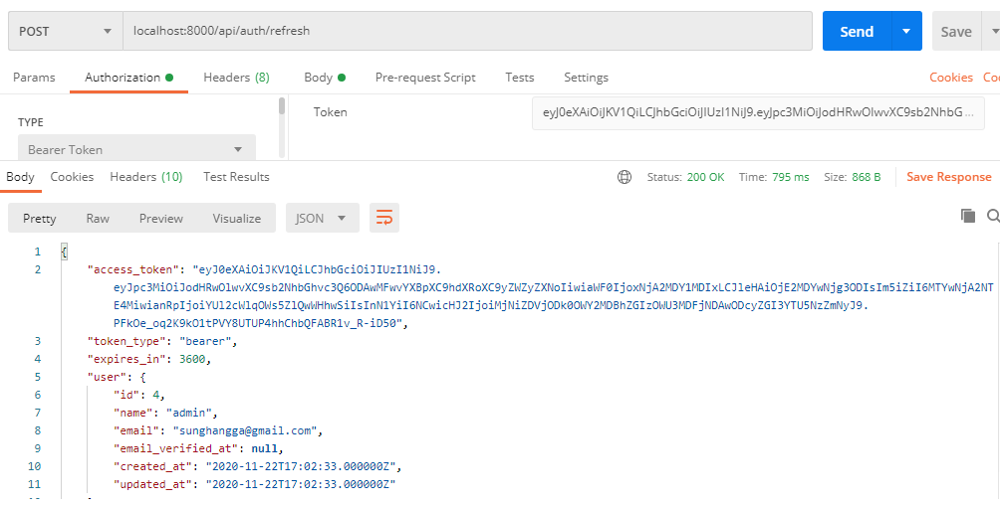 POST localhost:8000/api/auth/refresh Send Save
Params Authorization Headers (8) Body Pre-request Script Tests Settings Cookies
TYPE
Bearer Token
Token eyJ0eXAiOiJKV1QiLCJhbGciOiJIUzI1NiJ9.eyJpc3MiOiJodHRwOlwvXC9sb2NhbG...
Body Cookies Headers (10) Test Results Status: 200 OK Time: 795 ms Size: 868 B Save Response
Pretty Raw Preview Visualize JSON
1 {
2 "access_token": "eyJ0eXAiOiJKV1QiLCJhbGciOiJIUzI1NiJ9.
3 "token_type": "bearer",
4 "expires_in": 3600,
5 "user": {
6 "id": 4,
7 "name": "admin",
8 "email": "sunghangga@gmail.com",
9 "email_verified_at": null,
10 "created_at": "2020-11-22T17:02:33.000000Z",
11 "updated_at": "2020-11-22T17:02:33.000000Z"